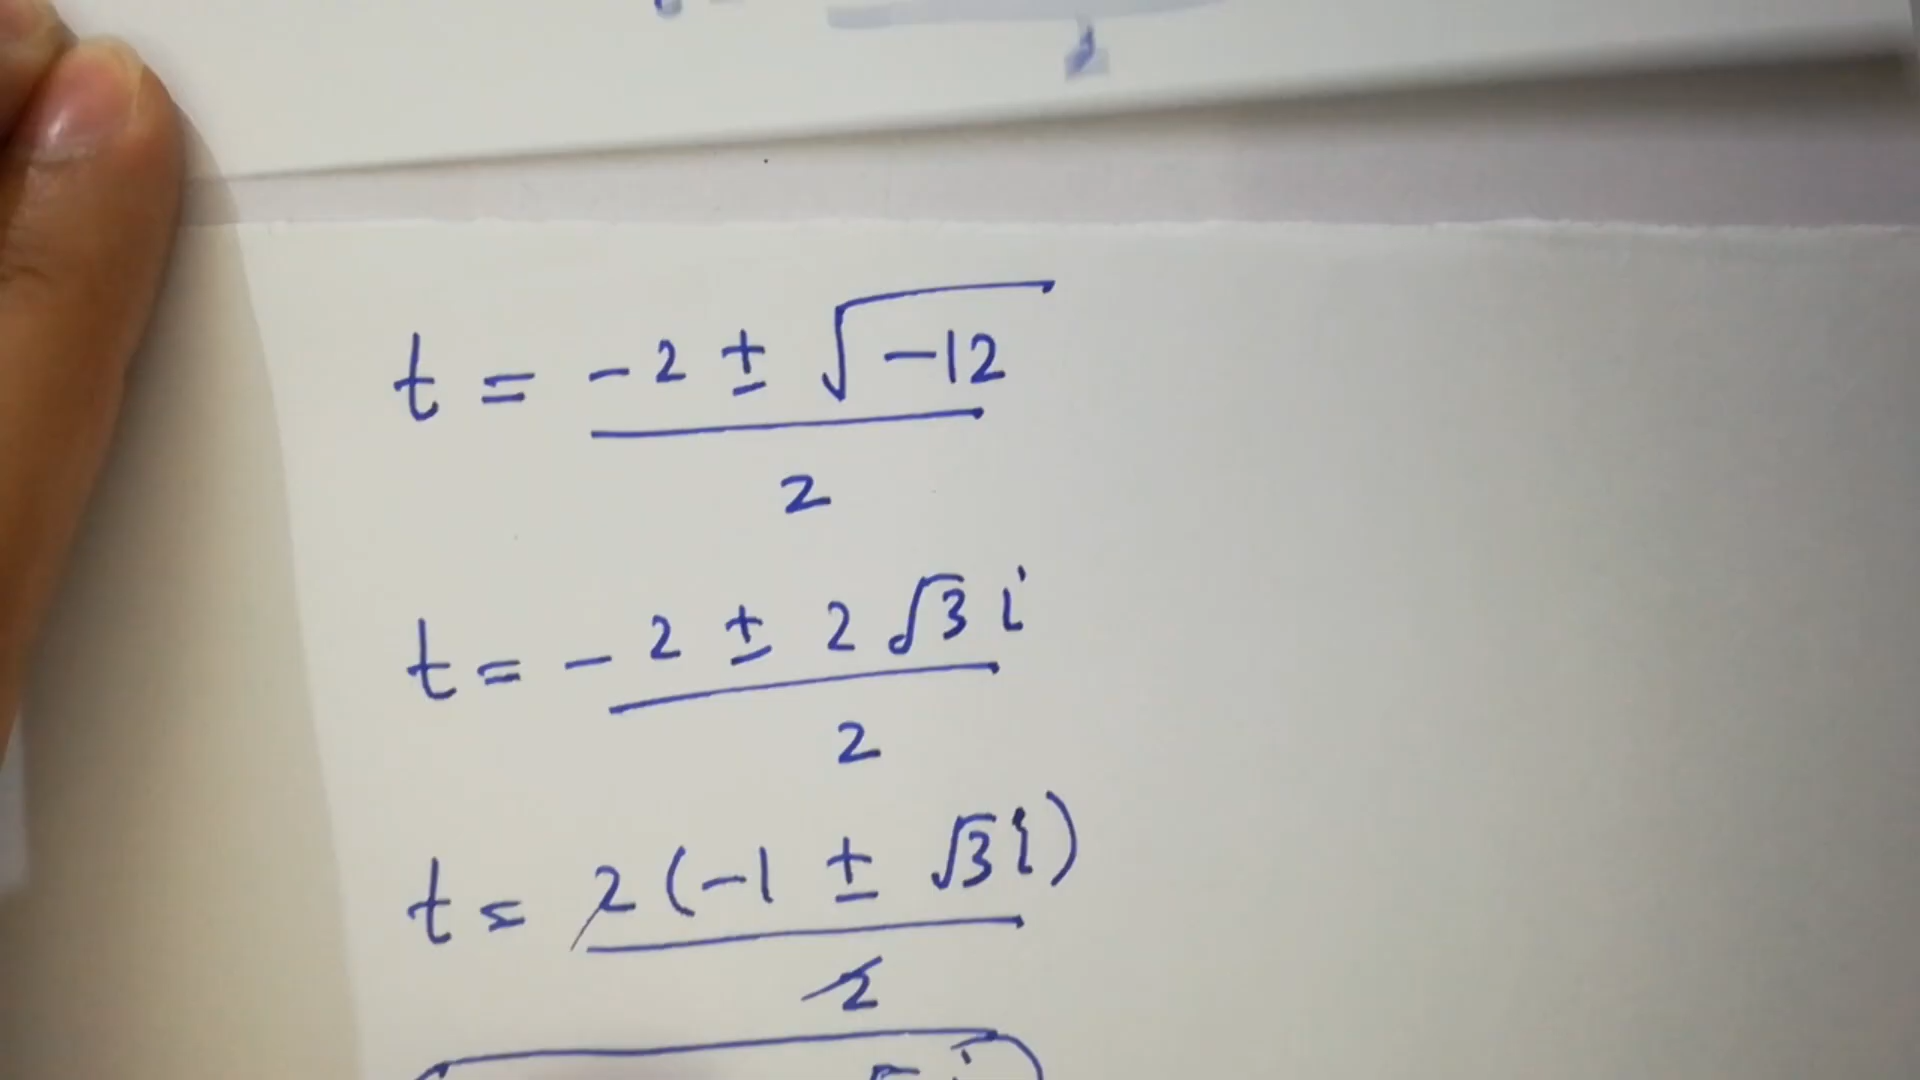 t = -2 ± √-12
2
t = -2 ± 2√3 i
2
t = 2(-1 ± √3 i)
2